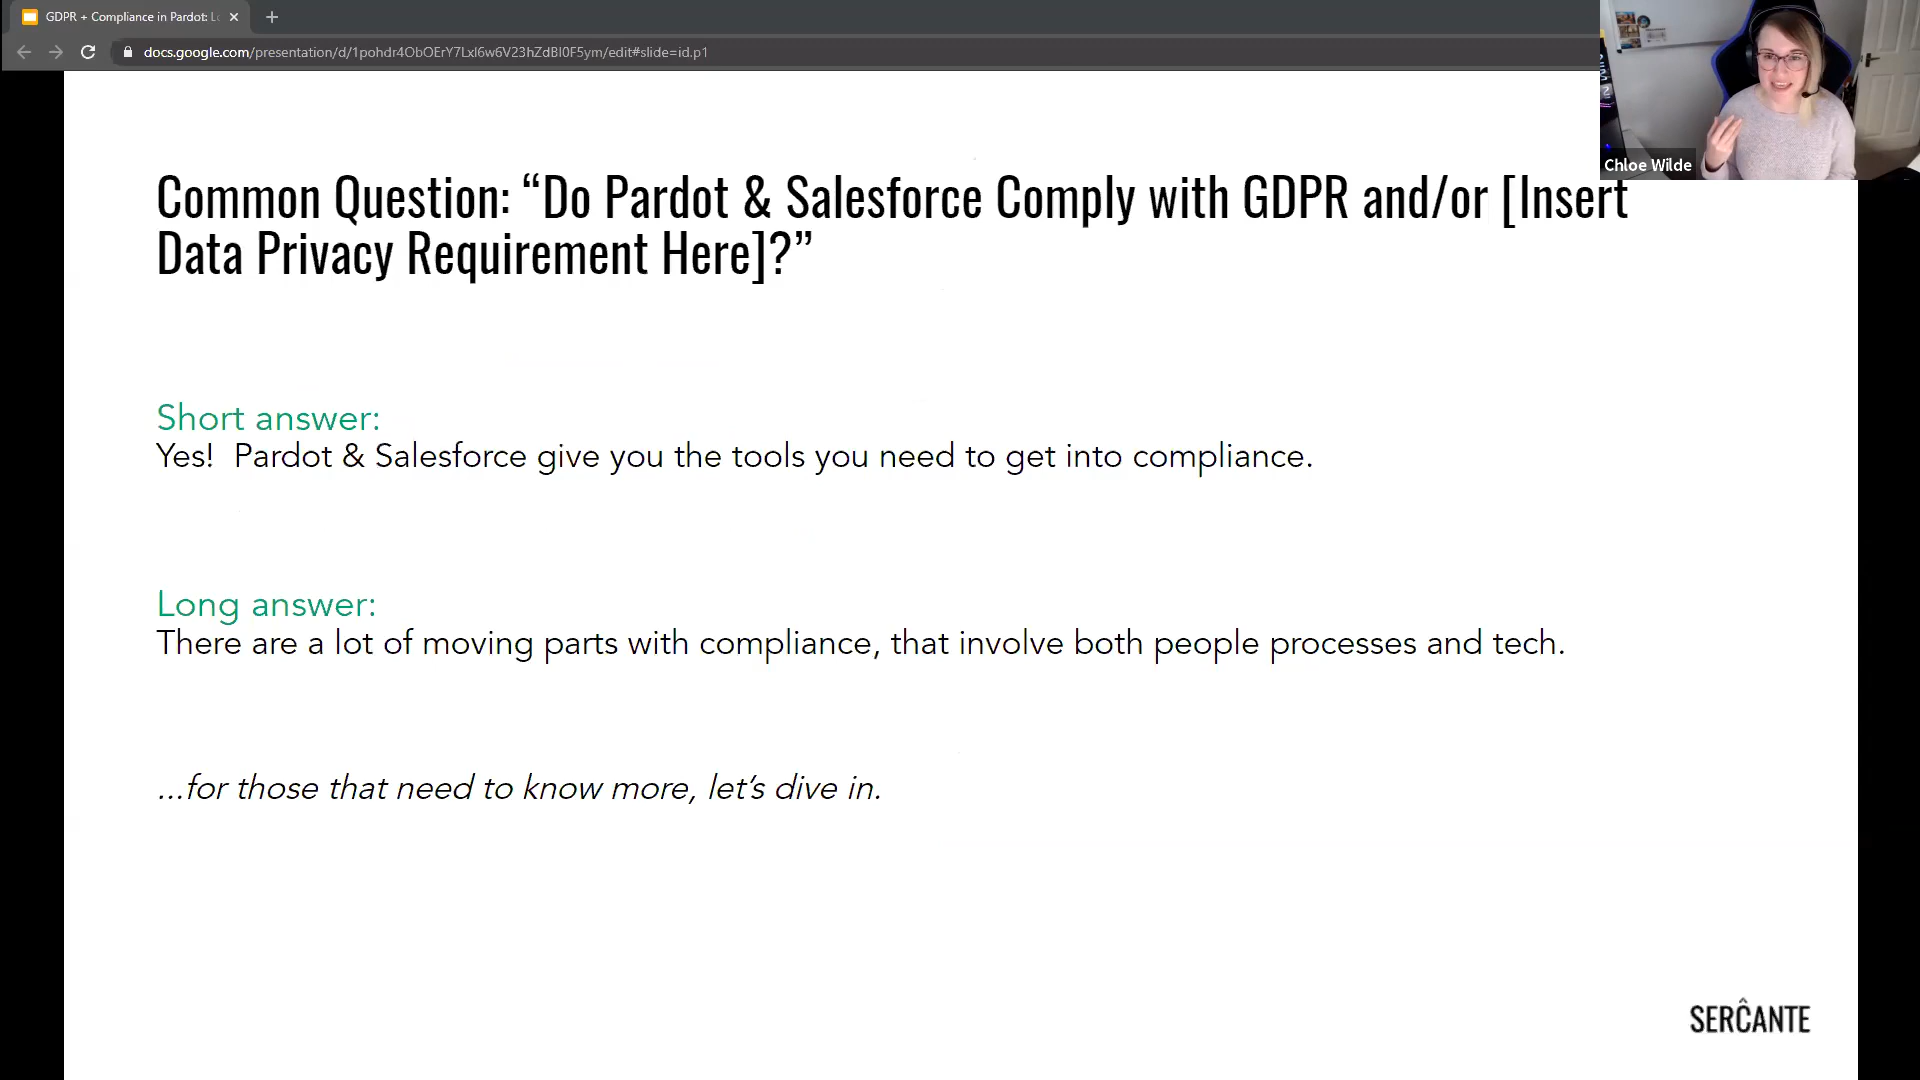 GDPR + Compliance in Pardot: Lo
docs.google.com/presentation/d/1pohdr4ObOErY7LxI6w6V23hZdBI0F5ym/edit#slide=id.p1
Chloe Wilde
Common Question: “Do Pardot & Salesforce Comply with GDPR and/or [Insert
Data Privacy Requirement Here]?”
Short answer:
Yes! Pardot & Salesforce give you the tools you need to get into compliance.
Long answer:
There are a lot of moving parts with compliance, that involve both people processes and tech.
...for those that need to know more, let’s dive in.
SERĈANTE